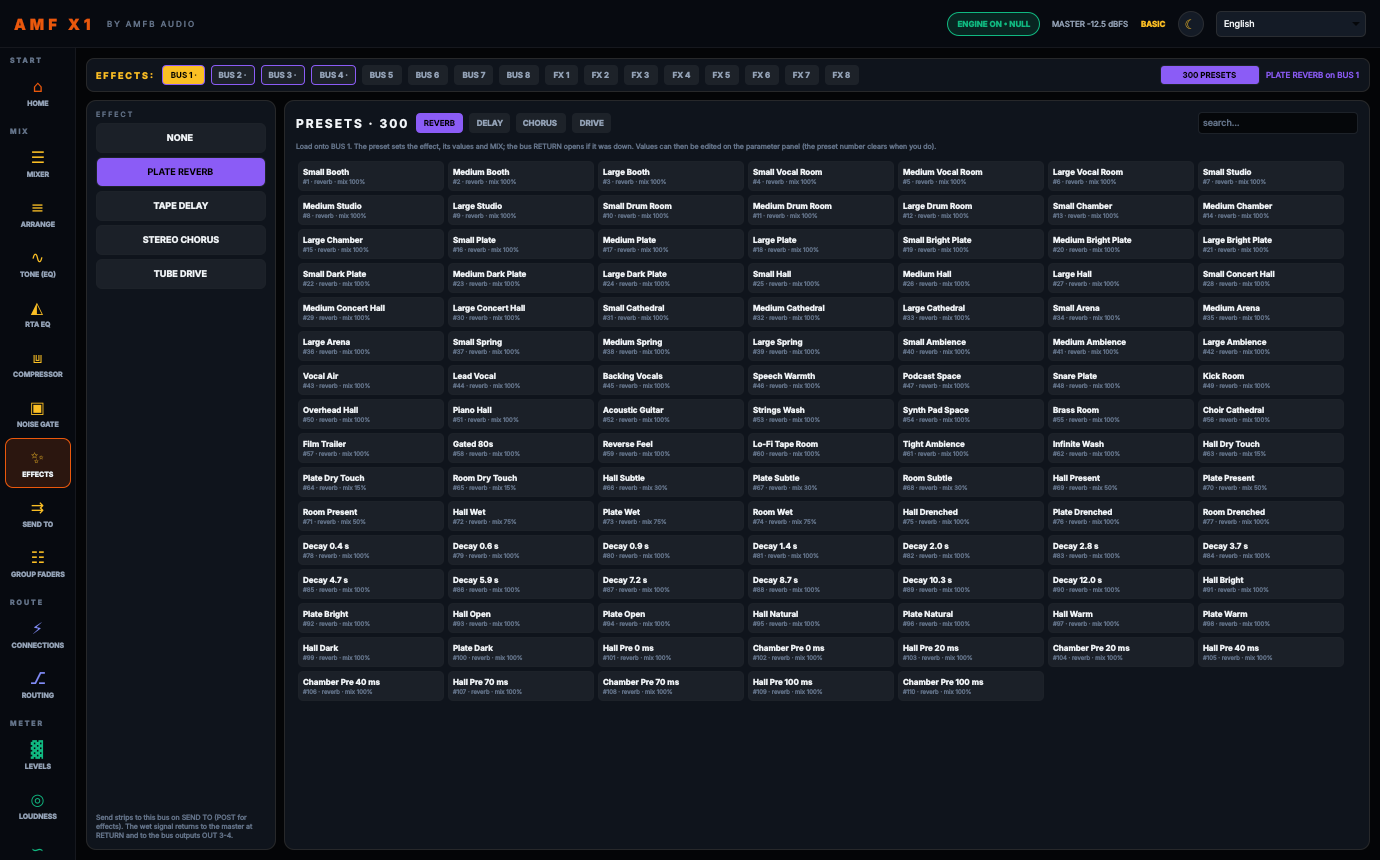 AMF X1 BY AMFB AUDIO ENGINE ON • NULL MASTER -12.5 dBFS BASIC English
START
HOME
MIX
MIXER
ARRANGE
TONE (EQ)
RTA EQ
COMPRESSOR
NOISE GATE
EFFECTS
SEND TO
GROUP FADERS
ROUTE
CONNECTIONS
ROUTING
METER
LEVELS
LOUDNESS
EFFECTS: BUS 1 · BUS 2 · BUS 3 · BUS 4 · BUS 5 BUS 6 BUS 7 BUS 8 FX 1 FX 2 FX 3 FX 4 FX 5 FX 6 FX 7 FX 8 300 PRESETS PLATE REVERB on BUS 1
EFFECT
NONE
PLATE REVERB
TAPE DELAY
STEREO CHORUS
TUBE DRIVE
Send strips to this bus on SEND TO (POST for
effects). The wet signal returns to the master at
RETURN and to the bus outputs OUT 3-4.
PRESETS · 300 REVERB DELAY CHORUS DRIVE search...
Load onto BUS 1. The preset sets the effect, its values and MIX; the bus RETURN opens if it was down. Values can then be edited on the parameter panel (the preset number clears when you do).
Small Booth Medium Booth Large Booth Small Vocal Room Medium Vocal Room Large Vocal Room Small Studio
#1 · reverb · mix 100% #2 · reverb · mix 100% #3 · reverb · mix 100% #4 · reverb · mix 100% #5 · reverb · mix 100% #6 · reverb · mix 100% #7 · reverb · mix 100%
Medium Studio Large Studio Small Drum Room Medium Drum Room Large Drum Room Small Chamber Medium Chamber
#8 · reverb · mix 100% #9 · reverb · mix 100% #10 · reverb · mix 100% #11 · reverb · mix 100% #12 · reverb · mix 100% #13 · reverb · mix 100% #14 · reverb · mix 100%
Large Chamber Small Plate Medium Plate Large Plate Small Bright Plate Medium Bright Plate Large Bright Plate
#15 · reverb · mix 100% #16 · reverb · mix 100% #17 · reverb · mix 100% #18 · reverb · mix 100% #19 · reverb · mix 100% #20 · reverb · mix 100% #21 · reverb · mix 100%
Small Dark Plate Medium Dark Plate Large Dark Plate Small Hall Medium Hall Large Hall Small Concert Hall
#22 · reverb · mix 100% #23 · reverb · mix 100% #24 · reverb · mix 100% #25 · reverb · mix 100% #26 · reverb · mix 100% #27 · reverb · mix 100% #28 · reverb · mix 100%
Medium Concert Hall Large Concert Hall Small Cathedral Medium Cathedral Large Cathedral Small Arena Medium Arena
#29 · reverb · mix 100% #30 · reverb · mix 100% #31 · reverb · mix 100% #32 · reverb · mix 100% #33 · reverb · mix 100% #34 · reverb · mix 100% #35 · reverb · mix 100%
Large Arena Small Spring Medium Spring Large Spring Small Ambience Medium Ambience Large Ambience
#36 · reverb · mix 100% #37 · reverb · mix 100% #38 · reverb · mix 100% #39 · reverb · mix 100% #40 · reverb · mix 100% #41 · reverb · mix 100% #42 · reverb · mix 100%
Vocal Air Lead Vocal Backing Vocals Speech Warmth Podcast Space Snare Plate Kick Room
#43 · reverb · mix 100% #44 · reverb · mix 100% #45 · reverb · mix 100% #46 · reverb · mix 100% #47 · reverb · mix 100% #48 · reverb · mix 100% #49 · reverb · mix 100%
Overhead Hall Piano Hall Acoustic Guitar Strings Wash Synth Pad Space Brass Room Choir Cathedral
#50 · reverb · mix 100% #51 · reverb · mix 100% #52 · reverb · mix 100% #53 · reverb · mix 100% #54 · reverb · mix 100% #55 · reverb · mix 100% #56 · reverb · mix 100%
Film Trailer Gated 80s Reverse Feel Lo-Fi Tape Room Tight Ambience Infinite Wash Hall Dry Touch
#57 · reverb · mix 100% #58 · reverb · mix 100% #59 · reverb · mix 100% #60 · reverb · mix 100% #61 · reverb · mix 100% #62 · reverb · mix 100% #63 · reverb · mix 15%
Plate Dry Touch Room Dry Touch Hall Subtle Plate Subtle Room Subtle Hall Present Plate Present
#64 · reverb · mix 15% #65 · reverb · mix 15% #66 · reverb · mix 30% #67 · reverb · mix 30% #68 · reverb · mix 30% #69 · reverb · mix 50% #70 · reverb · mix 50%
Room Present Hall Wet Plate Wet Room Wet Hall Drenched Plate Drenched Room Drenched
#71 · reverb · mix 50% #72 · reverb · mix 75% #73 · reverb · mix 75% #74 · reverb · mix 75% #75 · reverb · mix 100% #76 · reverb · mix 100% #77 · reverb · mix 100%
Decay 0.4 s Decay 0.6 s Decay 0.9 s Decay 1.4 s Decay 2.0 s Decay 2.8 s Decay 3.7 s
#78 · reverb · mix 100% #79 · reverb · mix 100% #80 · reverb · mix 100% #81 · reverb · mix 100% #82 · reverb · mix 100% #83 · reverb · mix 100% #84 · reverb · mix 100%
Decay 4.7 s Decay 5.9 s Decay 7.2 s Decay 8.7 s Decay 10.3 s Decay 12.0 s Hall Bright
#85 · reverb · mix 100% #86 · reverb · mix 100% #87 · reverb · mix 100% #88 · reverb · mix 100% #89 · reverb · mix 100% #90 · reverb · mix 100% #91 · reverb · mix 100%
Plate Bright Hall Open Plate Open Hall Natural Plate Natural Hall Warm Plate Warm
#92 · reverb · mix 100% #93 · reverb · mix 100% #94 · reverb · mix 100% #95 · reverb · mix 100% #96 · reverb · mix 100% #97 · reverb · mix 100% #98 · reverb · mix 100%
Hall Dark Plate Dark Hall Pre 0 ms Chamber Pre 0 ms Hall Pre 20 ms Chamber Pre 20 ms Hall Pre 40 ms
#99 · reverb · mix 100% #100 · reverb · mix 100% #101 · reverb · mix 100% #102 · reverb · mix 100% #103 · reverb · mix 100% #104 · reverb · mix 100% #105 · reverb · mix 100%
Chamber Pre 40 ms Hall Pre 70 ms Chamber Pre 70 ms Hall Pre 100 ms Chamber Pre 100 ms
#106 · reverb · mix 100% #107 · reverb · mix 100% #108 · reverb · mix 100% #109 · reverb · mix 100% #110 · reverb · mix 100%